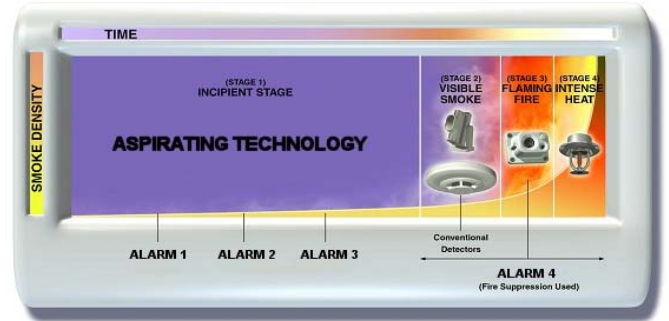 TIME
SMOKE DENSITY
(STAGE 1)
INCIPIENT STAGE
ASPIRATING TECHNOLOGY
(STAGE 2)
VISIBLE
SMOKE
(STAGE 3)
FLAMING
FIRE
(STAGE 4)
INTENSE
HEAT
ALARM 1
ALARM 2
ALARM 3
Conventional
Detectors
ALARM 4
(Fire Suppression Used)